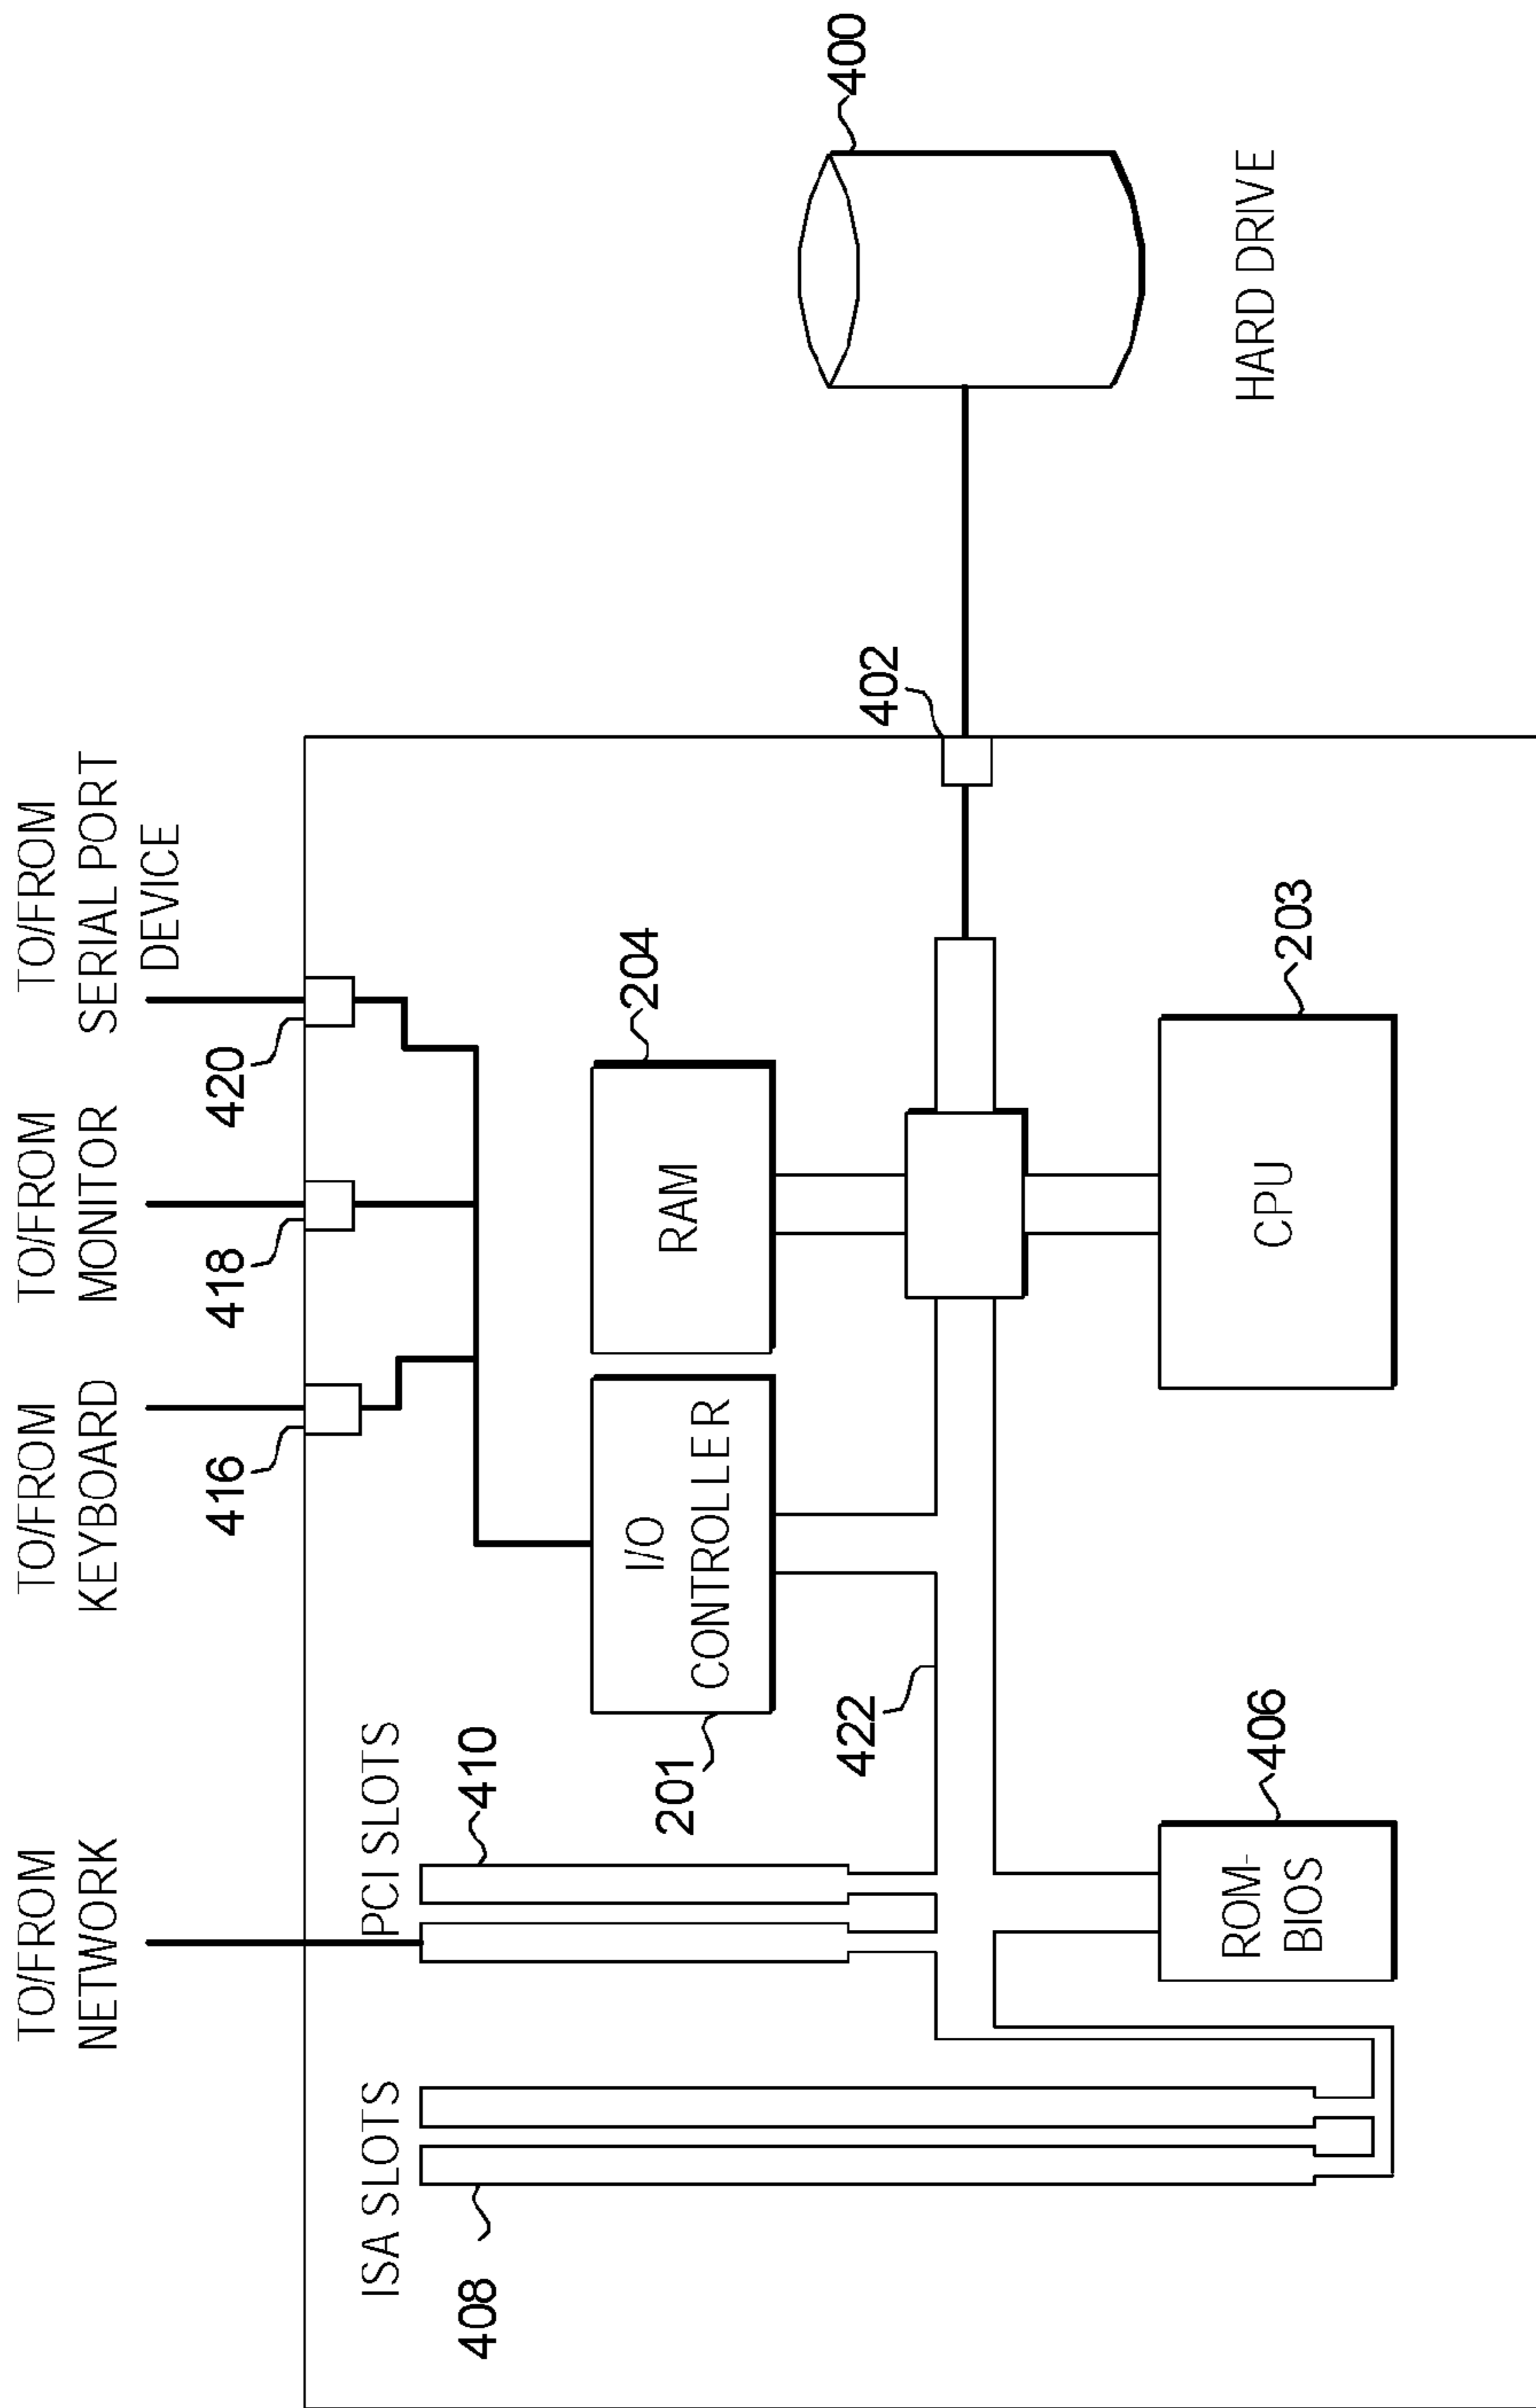 TO/FROM
NETWORK
TO/FROM
KEYBOARD
TO/FROM
MONITOR
TO/FROM
SERIAL PORT
DEVICE
416
418
420
ISA SLOTS
PCI SLOTS
408
410
201
I/O
CONTROLLER
204
RAM
422
402
400
HARD DRIVE
ROM-
BIOS
406
CPU
203